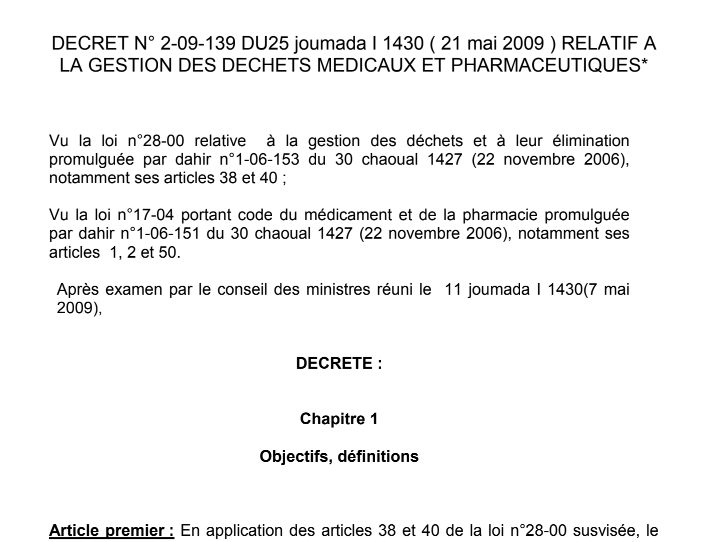 DECRET N° 2-09-139 DU25 joumada I 1430 ( 21 mai 2009 ) RELATIF A
LA GESTION DES DECHETS MEDICAUX ET PHARMACEUTIQUES*
Vu la loi n°28-00 relative à la gestion des déchets et à leur élimination
promulguée par dahir n°1-06-153 du 30 chaoual 1427 (22 novembre 2006),
notamment ses articles 38 et 40 ;
Vu la loi n°17-04 portant code du médicament et de la pharmacie promulguée
par dahir n°1-06-151 du 30 chaoual 1427 (22 novembre 2006), notamment ses
articles 1, 2 et 50.
Après examen par le conseil des ministres réuni le 11 joumada I 1430(7 mai
2009),
DECRETE :
Chapitre 1
Objectifs, définitions
Article premier : En application des articles 38 et 40 de la loi n°28-00 susvisée, le